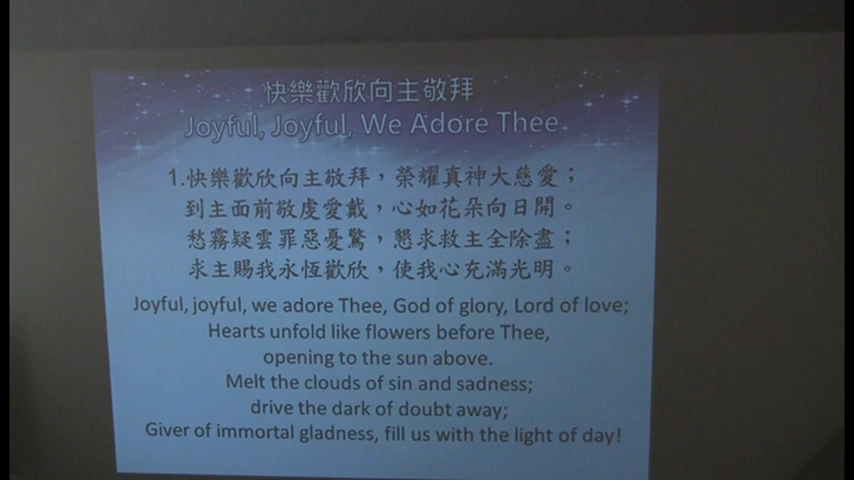 快樂歡欣向主敬拜
Joyful, Joyful, We Adore Thee
1.快樂歡欣向主敬拜，榮耀真神大慈愛；
到主面前敬虔愛戴，心如花朵向日開。
愁霧疑雲罪惡憂驚，懇求救主全除盡；
求主賜我永恆歡欣，使我心充滿光明。
Joyful, joyful, we adore Thee, God of glory, Lord of love;
Hearts unfold like flowers before Thee,
opening to the sun above.
Melt the clouds of sin and sadness;
drive the dark of doubt away;
Giver of immortal gladness, fill us with the light of day!